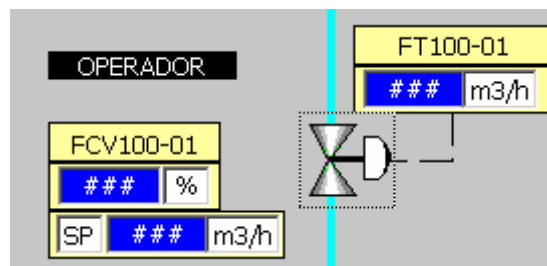 FT100-01
### m3/h
OPERADOR
FCV100-01
### %
SP ### m3/h